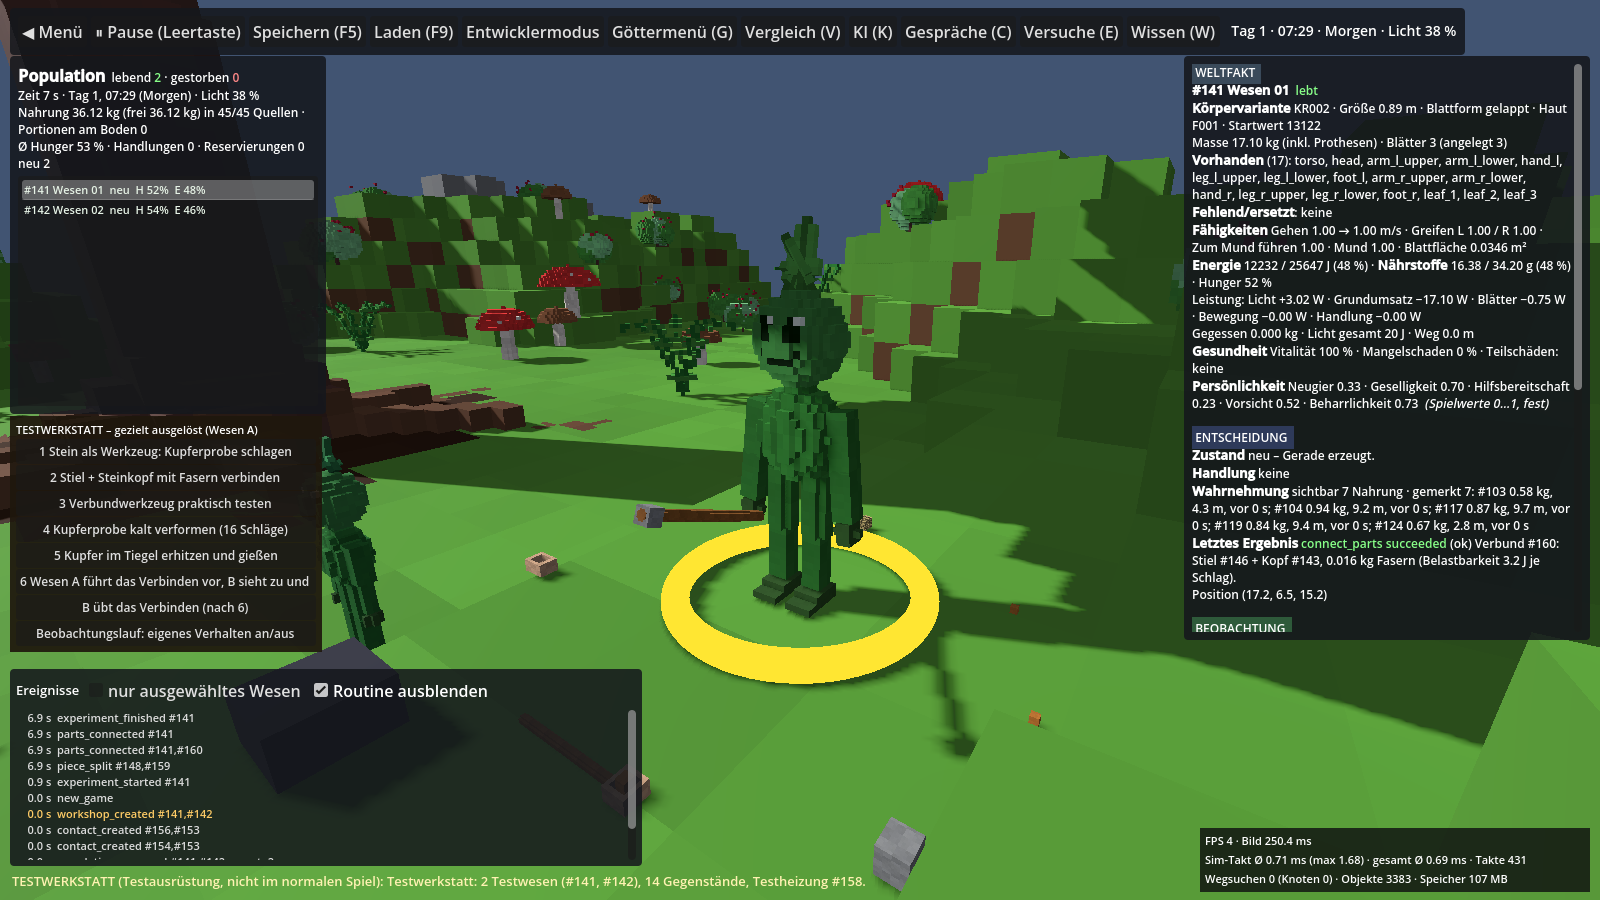 ◀ Menü ⏸ Pause (Leertaste) Speichern (F5) Laden (F9) Entwicklermodus Göttermenü (G) Vergleich (V) KI (K) Gespräche (C) Versuche (E) Wissen (W) Tag 1 · 07:29 · Morgen · Licht 38 %
Population lebend 2 · gestorben 0
Zeit 7 s · Tag 1, 07:29 (Morgen) · Licht 38 %
Nahrung 36.12 kg (frei 36.12 kg) in 45/45 Quellen ·
Portionen am Boden 0
Ø Hunger 53 % · Handlungen 0 · Reservierungen 0
neu 2
#141 Wesen 01 neu H 52% E 48%
#142 Wesen 02 neu H 54% E 46%
TESTWERKSTATT – gezielt ausgelöst (Wesen A)
1 Stein als Werkzeug: Kupferprobe schlagen
2 Stiel + Steinkopf mit Fasern verbinden
3 Verbundwerkzeug praktisch testen
4 Kupferprobe kalt verformen (16 Schläge)
5 Kupfer im Tiegel erhitzen und gießen
6 Wesen A führt das Verbinden vor, B sieht zu und
B übt das Verbinden (nach 6)
Beobachtungslauf: eigenes Verhalten an/aus
Ereignisse nur ausgewähltes Wesen Routine ausblenden
6.9 s experiment_finished #141
6.9 s parts_connected #141
6.9 s parts_connected #141,#160
6.9 s piece_split #148,#159
0.9 s experiment_started #141
0.0 s new_game
0.0 s workshop_created #141,#142
0.0 s contact_created #156,#153
0.0 s contact_created #154,#153
TESTWERKSTATT (Testausrüstung, nicht im normalen Spiel): Testwerkstatt: 2 Testwesen (#141, #142), 14 Gegenstände, Testheizung #158.
WELTFAKT
#141 Wesen 01 lebt
Körpervariante KR002 · Größe 0.89 m · Blattform gelappt · Haut
F001 · Startwert 13122
Masse 17.10 kg (inkl. Prothesen) · Blätter 3 (angelegt 3)
Vorhanden (17): torso, head, arm_l_upper, arm_l_lower, hand_l,
leg_l_upper, leg_l_lower, foot_l, arm_r_upper, arm_r_lower,
hand_r, leg_r_upper, leg_r_lower, foot_r, leaf_1, leaf_2, leaf_3
Fehlend/ersetzt: keine
Fähigkeiten Gehen 1.00 → 1.00 m/s · Greifen L 1.00 / R 1.00 ·
Zum Mund führen 1.00 · Mund 1.00 · Blattfläche 0.0346 m²
Energie 12232 / 25647 J (48 %) · Nährstoffe 16.38 / 34.20 g (48 %)
· Hunger 52 %
Leistung: Licht +3.02 W · Grundumsatz −17.10 W · Blätter −0.75 W
· Bewegung −0.00 W · Handlung −0.00 W
Gegessen 0.000 kg · Licht gesamt 20 J · Weg 0.0 m
Gesundheit Vitalität 100 % · Mangelschaden 0 % · Teilschäden:
keine
Persönlichkeit Neugier 0.33 · Geselligkeit 0.70 · Hilfsbereitschaft
0.23 · Vorsicht 0.52 · Beharrlichkeit 0.73 (Spielwerte 0…1, fest)
ENTSCHEIDUNG
Zustand neu – Gerade erzeugt.
Handlung keine
Wahrnehmung sichtbar 7 Nahrung · gemerkt 7: #103 0.58 kg,
4.3 m, vor 0 s; #104 0.94 kg, 9.2 m, vor 0 s; #117 0.87 kg, 9.7 m, vor
0 s; #119 0.84 kg, 9.4 m, vor 0 s; #124 0.67 kg, 2.8 m, vor 0 s
Letztes Ergebnis connect_parts succeeded (ok) Verbund #160:
Stiel #146 + Kopf #143, 0.016 kg Fasern (Belastbarkeit 3.2 J je
Schlag).
Position (17.2, 6.5, 15.2)
BEOBACHTUNG
FPS 4 · Bild 250.4 ms
Sim-Takt Ø 0.71 ms (max 1.68) · gesamt Ø 0.69 ms · Takte 431
Wegsuchen 0 (Knoten 0) · Objekte 3383 · Speicher 107 MB